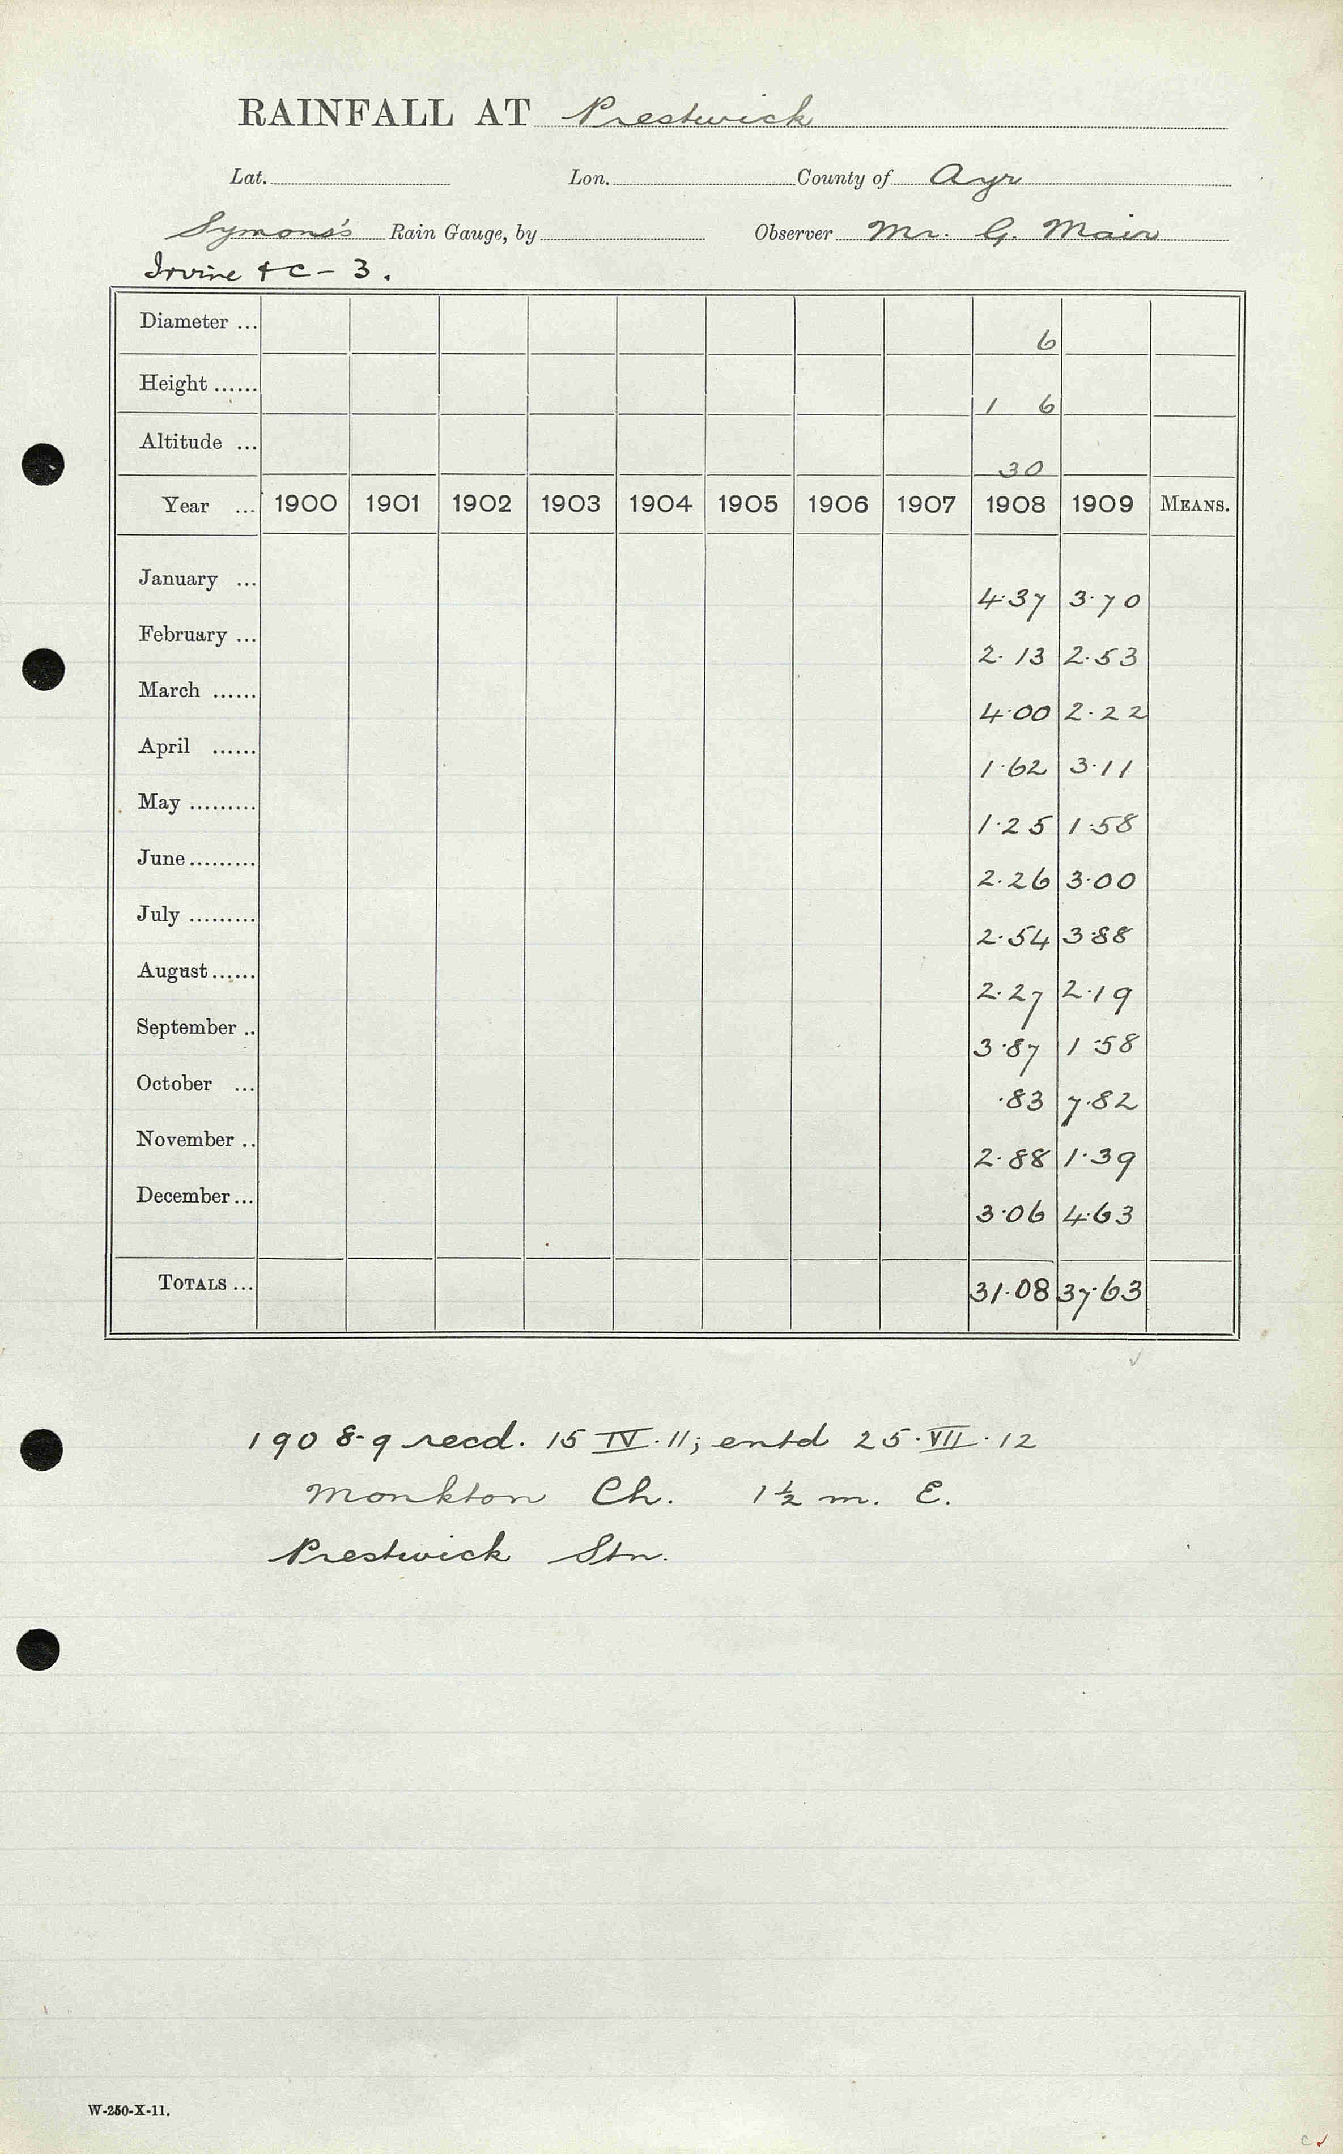 RAINFALL AT Prestwick
Lat. Lon. County of Ayr
Symons's Rain Gauge, by Observer Mr. G. Mair
Irvine &c - 3.
Diameter ... 6
Height ...... 1 6
Altitude ... 30
Year ... 1900 1901 1902 1903 1904 1905 1906 1907 1908 1909 MEANS.
January ... 4.37 3.70
February ... 2.13 2.53
March ...... 4.00 2.22
April ...... 1.62 3.11
May ......... 1.25 1.58
June ......... 2.26 3.00
July ......... 2.54 3.88
August ...... 2.27 2.19
September .. 3.87 1.58
October ... .83 7.82
November .. 2.88 1.39
December ... 3.06 4.63
TOTALS ... 31.08 37.63
1908-9 recd. 15 IV. 11; entd 25. VII. 12
Monkton Ch. 1½ m. E.
Prestwick Stn.
W-250-X-11.